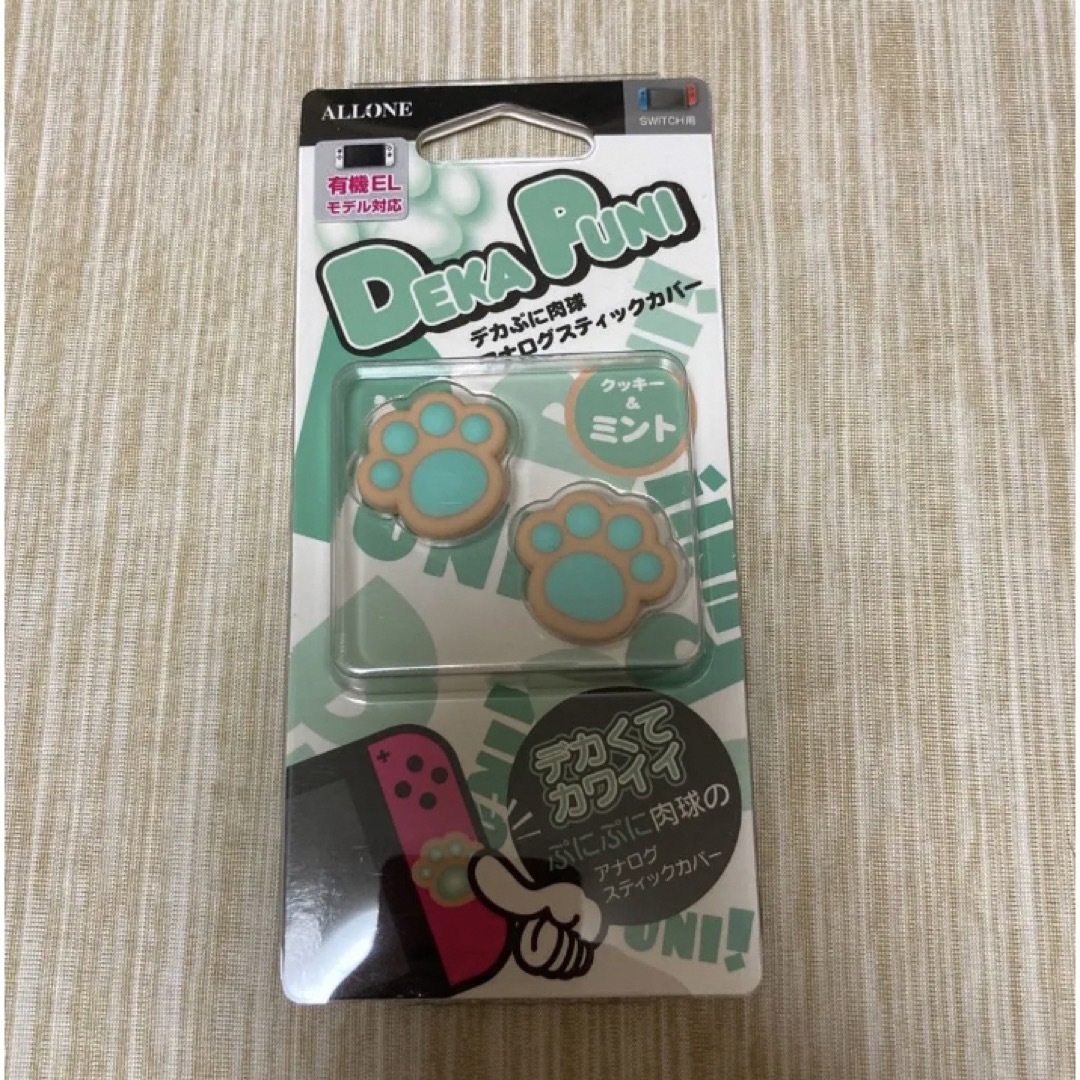 ALLONE
SWITCH用
有機EL
モデル対応
DEKA PUNI
デカぷに肉球
アナログスティックカバー
クッキー
&
ミント
デカくて
カワイイ
ぷにぷに肉球の
アナログ
スティックカバー
UNI!